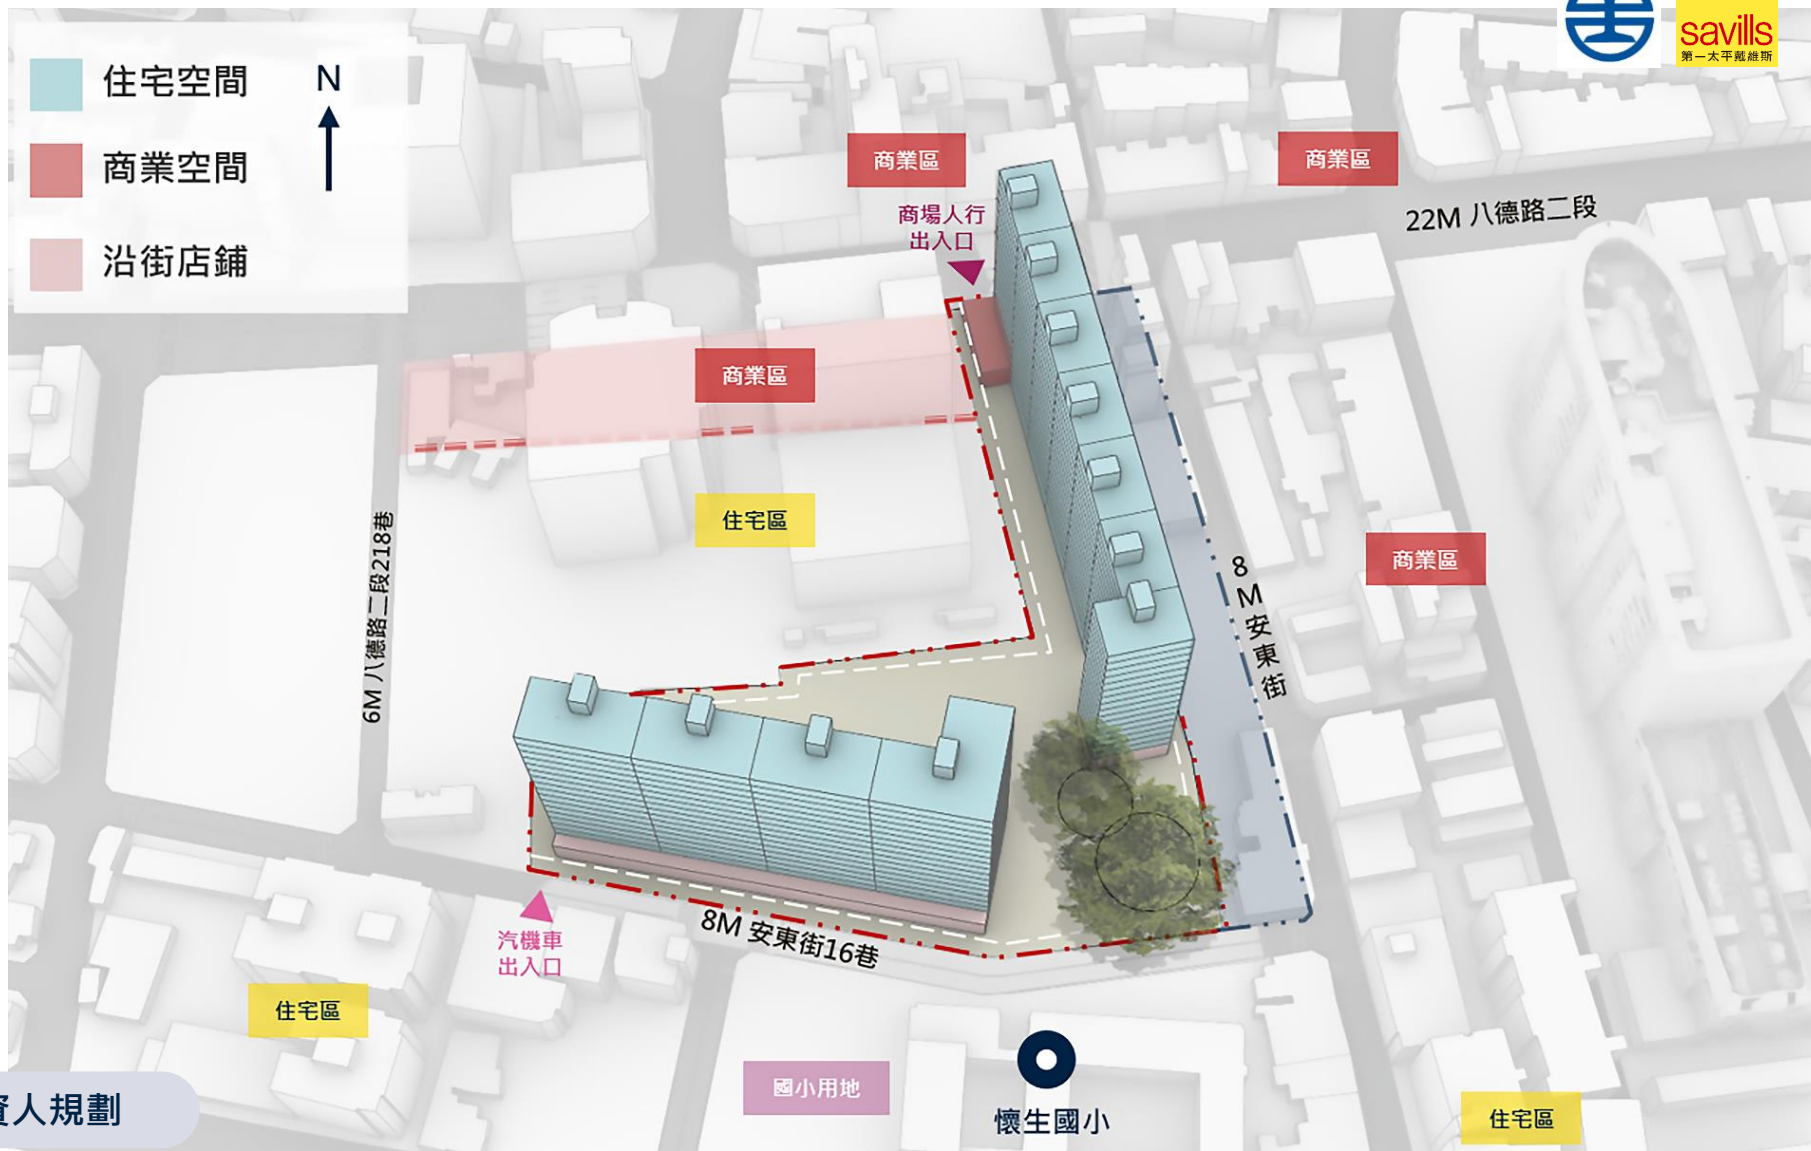 savills
第一太平戴維斯
住宅空間
N
商業空間
沿街店鋪
商業區
商業區
商場人行
出入口
22M 八德路二段
商業區
住宅區
商業區
6M 八德路二段218巷
8M安東街
8M 安東街16巷
汽機車
出入口
住宅區
國小用地
懷生國小
住宅區
資人規劃